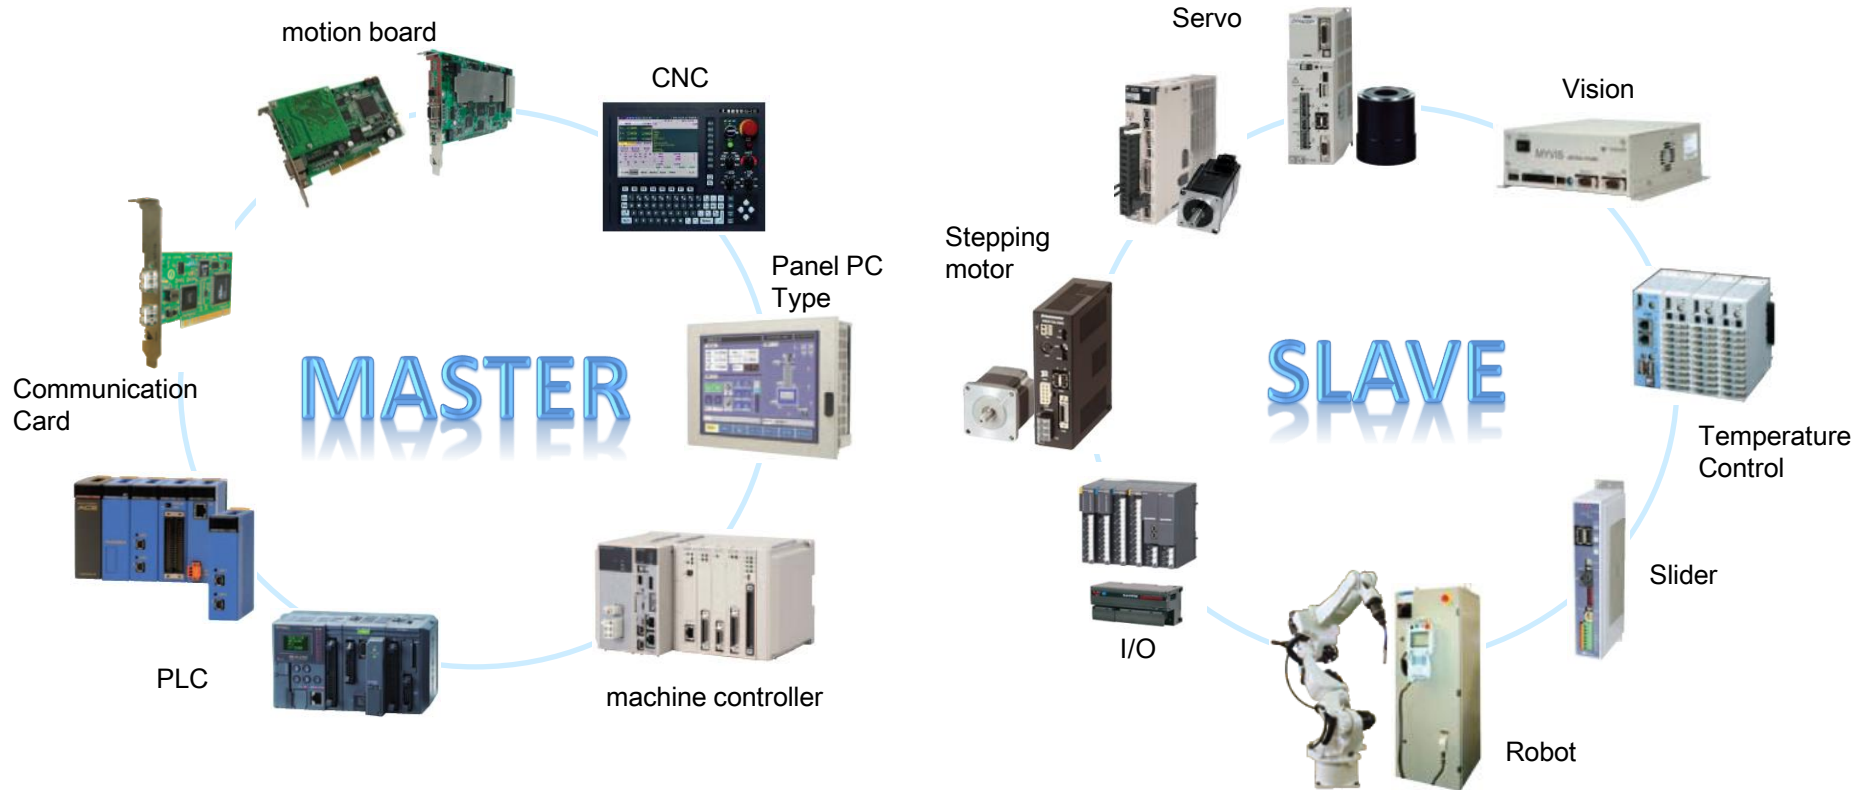 motion board
CNC
Panel PC
Type
MASTER
Communication
Card
PLC
machine controller
Servo
Vision
MYVIS
Stepping
motor
SLAVE
Temperature
Control
Slider
I/O
Robot